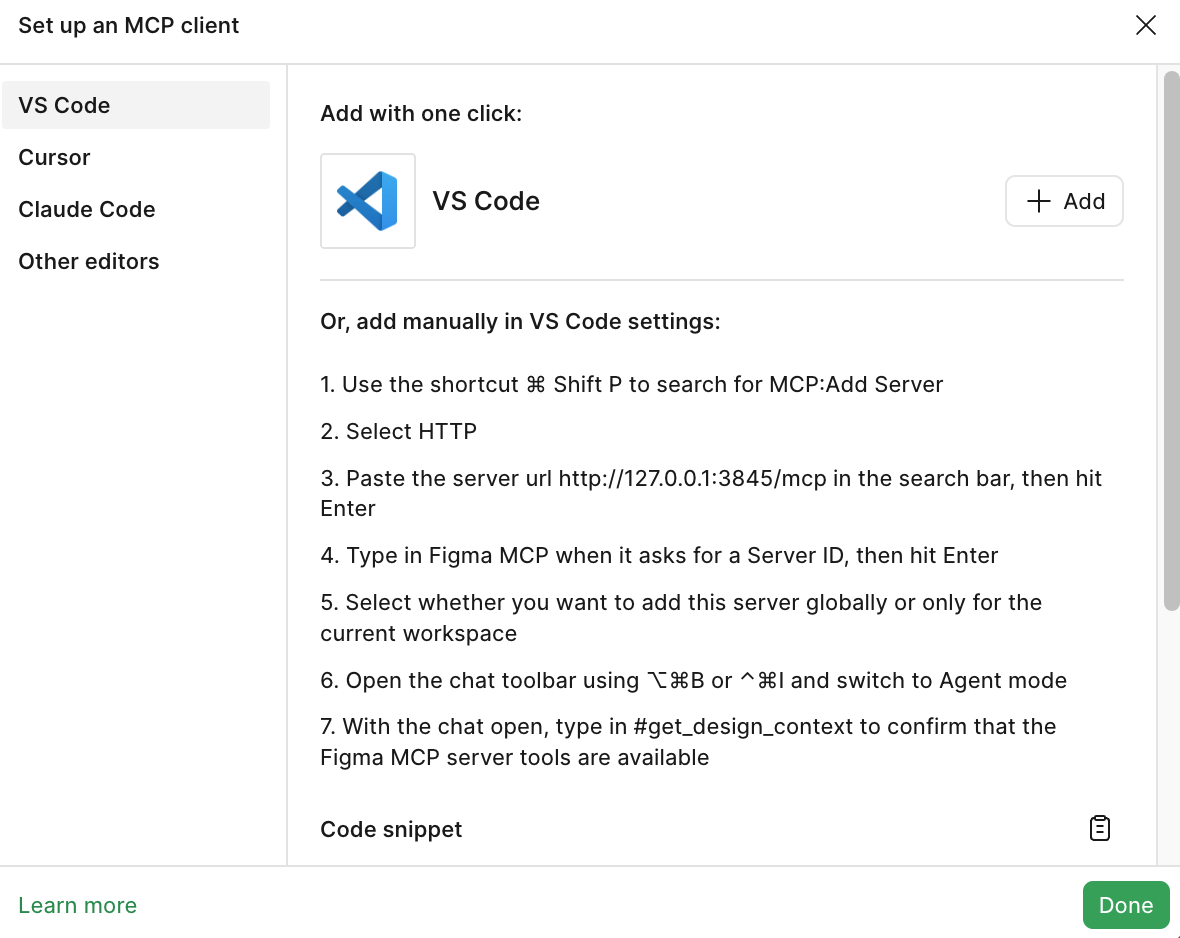 Set up an MCP client
VS Code
Cursor
Claude Code
Other editors
Add with one click:
VS Code
Add
Or, add manually in VS Code settings:
1. Use the shortcut ⌘ Shift P to search for MCP:Add Server
2. Select HTTP
3. Paste the server url http://127.0.0.1:3845/mcp in the search bar, then hit
Enter
4. Type in Figma MCP when it asks for a Server ID, then hit Enter
5. Select whether you want to add this server globally or only for the
current workspace
6. Open the chat toolbar using ⌥⌘B or ⌃⌘I and switch to Agent mode
7. With the chat open, type in #get_design_context to confirm that the
Figma MCP server tools are available
Code snippet
Learn more
Done